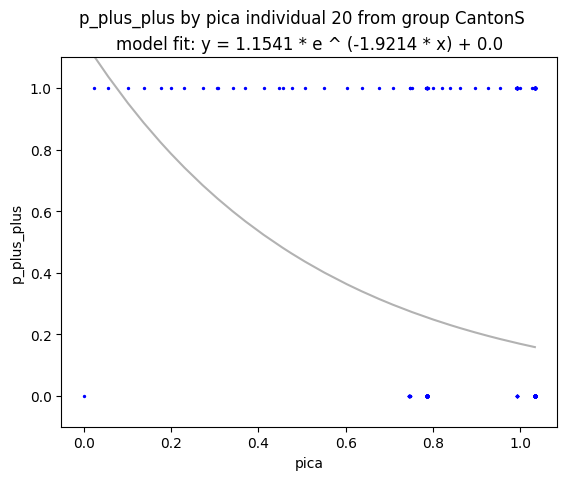 p_plus_plus by pica individual 20 from group CantonS
model fit: y = 1.1541 * e ^ (-1.9214 * x) + 0.0
1.0
0.8
0.6
0.4
0.2
0.0
p_plus_plus
0.0 0.2 0.4 0.6 0.8 1.0
pica